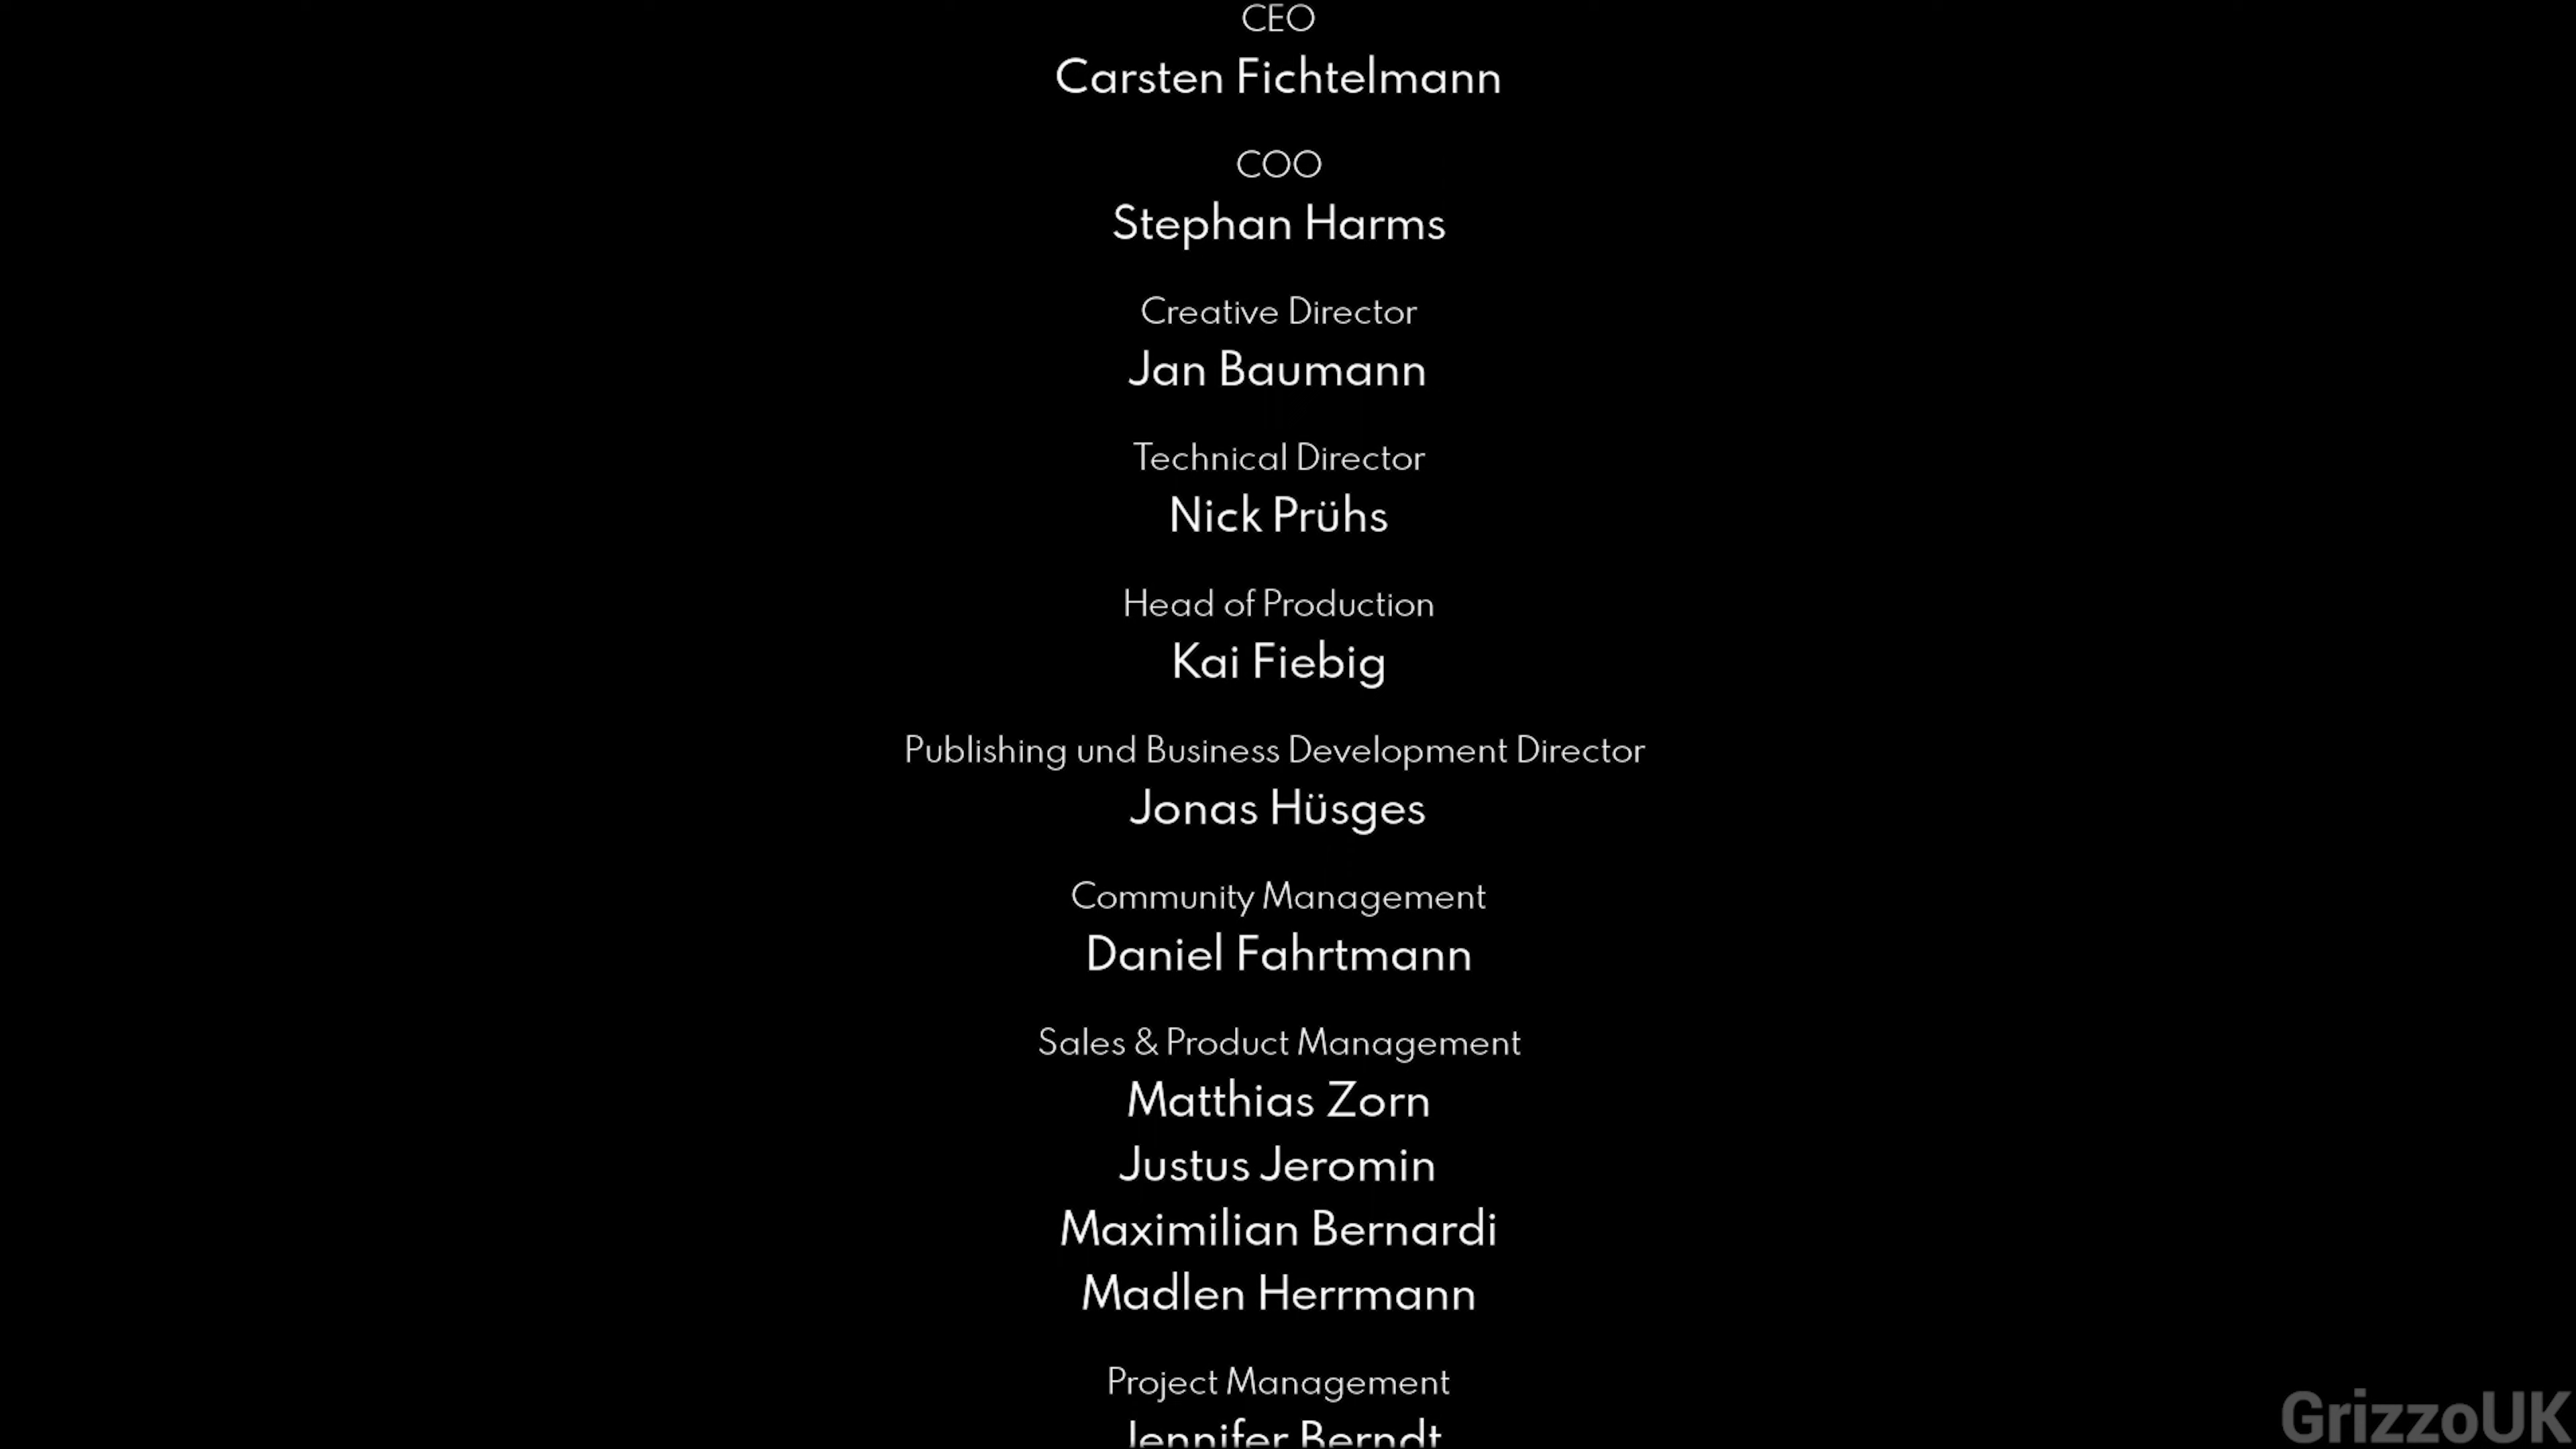 CEO
Carsten Fichtelmann
COO
Stephan Harms
Creative Director
Jan Baumann
Technical Director
Nick Prühs
Head of Production
Kai Fiebig
Publishing und Business Development Director
Jonas Hüsges
Community Management
Daniel Fahrtmann
Sales & Product Management
Matthias Zorn
Justus Jeromin
Maximilian Bernardi
Madlen Herrmann
Project Management
Jennifer Berndt
GrizzoUK